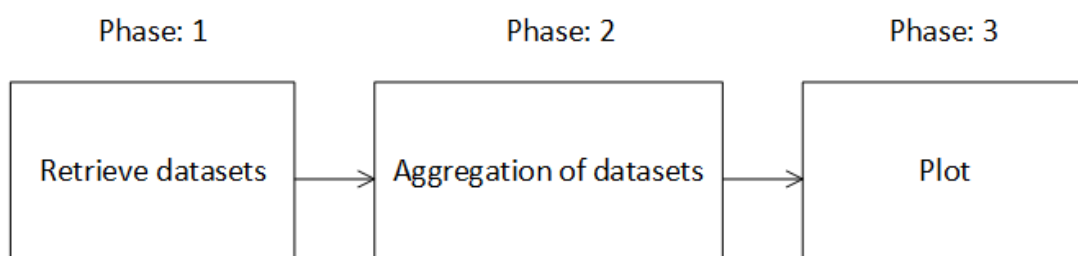 Phase: 1
Phase: 2
Phase: 3
Retrieve datasets
Aggregation of datasets
Plot